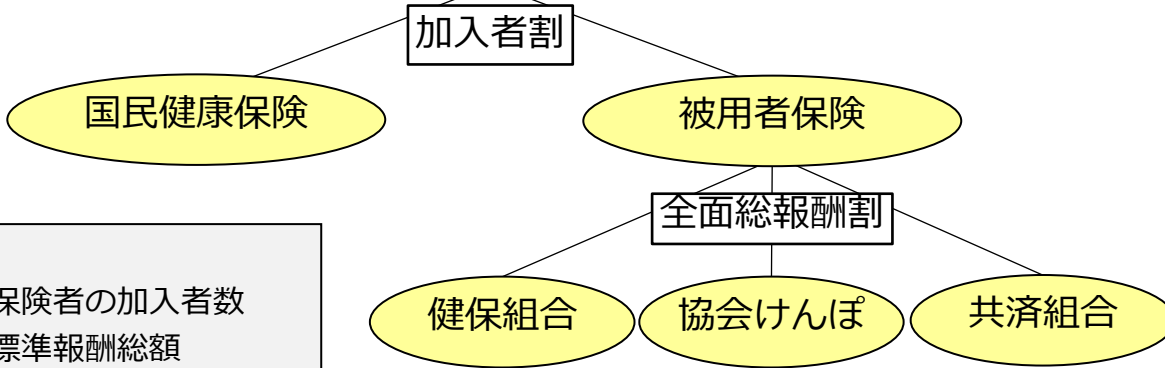 加入者割
国民健康保険
被用者保険
全面総報酬割
保険者の加入者数
標準報酬総額
健保組合
協会けんぽ
共済組合